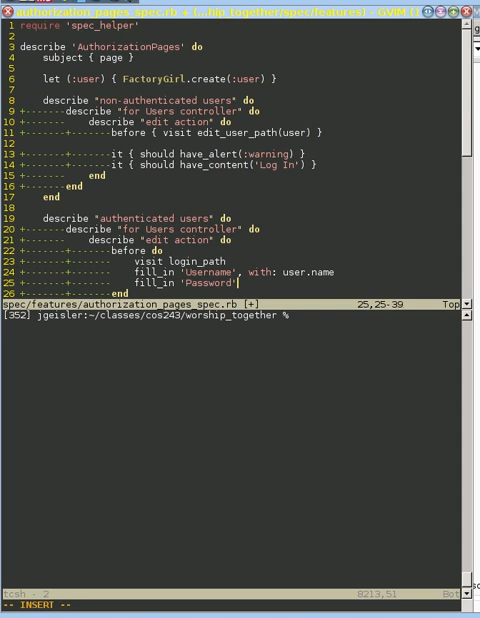 authorization_pages_spec.rb + (...hip_together/spec/features) - GVIM (1
1 require 'spec_helper'
2
3 describe 'AuthorizationPages' do
4     subject { page }
5
6     let (:user) { FactoryGirl.create(:user) }
7
8     describe "non-authenticated users" do
9 +-------describe "for Users controller" do
10 +-------    describe "edit action" do
11 +-------+-------before { visit edit_user_path(user) }
12
13 +-------+-------it { should have_alert(:warning) }
14 +-------+-------it { should have_content('Log In') }
15 +-------    end
16 +-------end
17     end
18
19     describe "authenticated users" do
20 +-------describe "for Users controller" do
21 +-------    describe "edit action" do
22 +-------+-------before do
23 +-------+-------    visit login_path
24 +-------+-------    fill_in 'Username', with: user.name
25 +-------+-------    fill_in 'Password'
26 +-------+-------end
spec/features/authorization_pages_spec.rb [+] 25,25-39 Top
[352] jgeisler:~/classes/cos243/worship_together %
tcsh - 2 8213,51 Bot
-- INSERT --